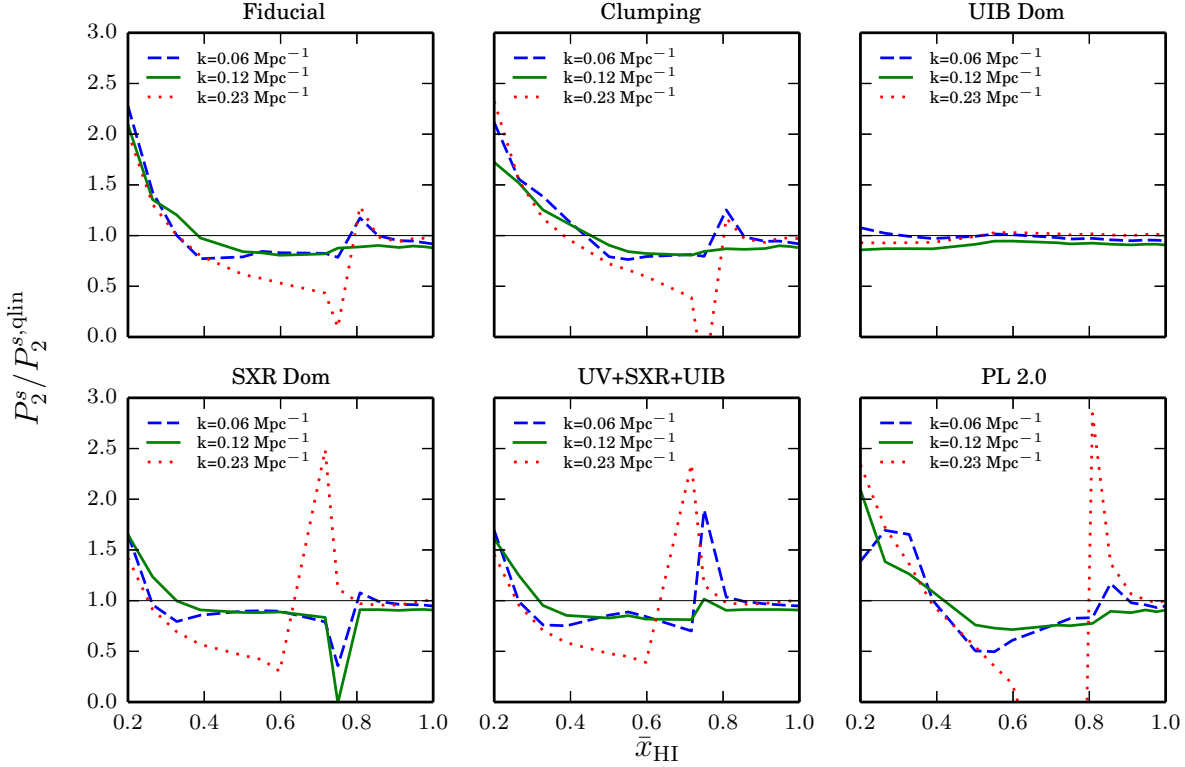 Fiducial
3.0
2.5
2.0
1.5
1.0
0.5
0.0
k=0.06 Mpc⁻¹
k=0.12 Mpc⁻¹
k=0.23 Mpc⁻¹
Clumping
k=0.06 Mpc⁻¹
k=0.12 Mpc⁻¹
k=0.23 Mpc⁻¹
UIB Dom
k=0.06 Mpc⁻¹
k=0.12 Mpc⁻¹
k=0.23 Mpc⁻¹
P₂ˢ/P₂ˢ,qlin
SXR Dom
3.0
2.5
2.0
1.5
1.0
0.5
0.0
k=0.06 Mpc⁻¹
k=0.12 Mpc⁻¹
k=0.23 Mpc⁻¹
0.2 0.4 0.6 0.8 1.0
UV+SXR+UIB
k=0.06 Mpc⁻¹
k=0.12 Mpc⁻¹
k=0.23 Mpc⁻¹
0.2 0.4 0.6 0.8 1.0
PL 2.0
k=0.06 Mpc⁻¹
k=0.12 Mpc⁻¹
k=0.23 Mpc⁻¹
0.2 0.4 0.6 0.8 1.0
x̄HI